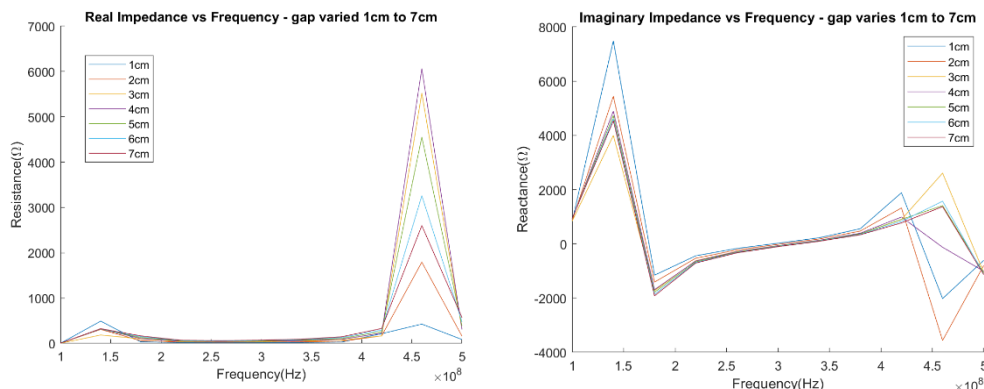 Real Impedance vs Frequency - gap varied 1cm to 7cm
7000
6000
5000
4000
3000
2000
1000
0
Resistance(Ω)
1cm
2cm
3cm
4cm
5cm
6cm
7cm
1 1.5 2 2.5 3 3.5 4 4.5 5
Frequency(Hz)
×10⁸
Imaginary Impedance vs Frequency - gap varies 1cm to 7cm
8000
6000
4000
2000
0
-2000
-4000
Reactance(Ω)
1cm
2cm
3cm
4cm
5cm
6cm
7cm
1 1.5 2 2.5 3 3.5 4 4.5 5
Frequency(Hz)
×10⁸